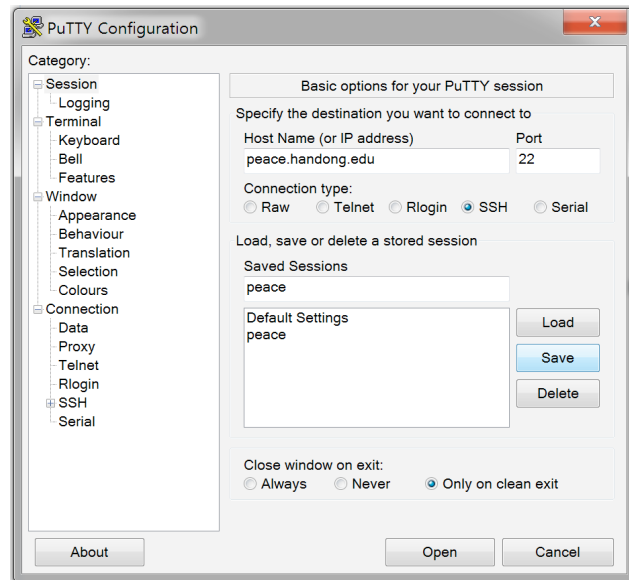 PuTTY Configuration
Category:
Session
Logging
Terminal
Keyboard
Bell
Features
Window
Appearance
Behaviour
Translation
Selection
Colours
Connection
Data
Proxy
Telnet
Rlogin
SSH
Serial
Basic options for your PuTTY session
Specify the destination you want to connect to
Host Name (or IP address) Port
peace.handong.edu 22
Connection type:
Raw Telnet Rlogin SSH Serial
Load, save or delete a stored session
Saved Sessions
peace
Default Settings
peace
Load
Save
Delete
Close window on exit:
Always Never Only on clean exit
About Open Cancel